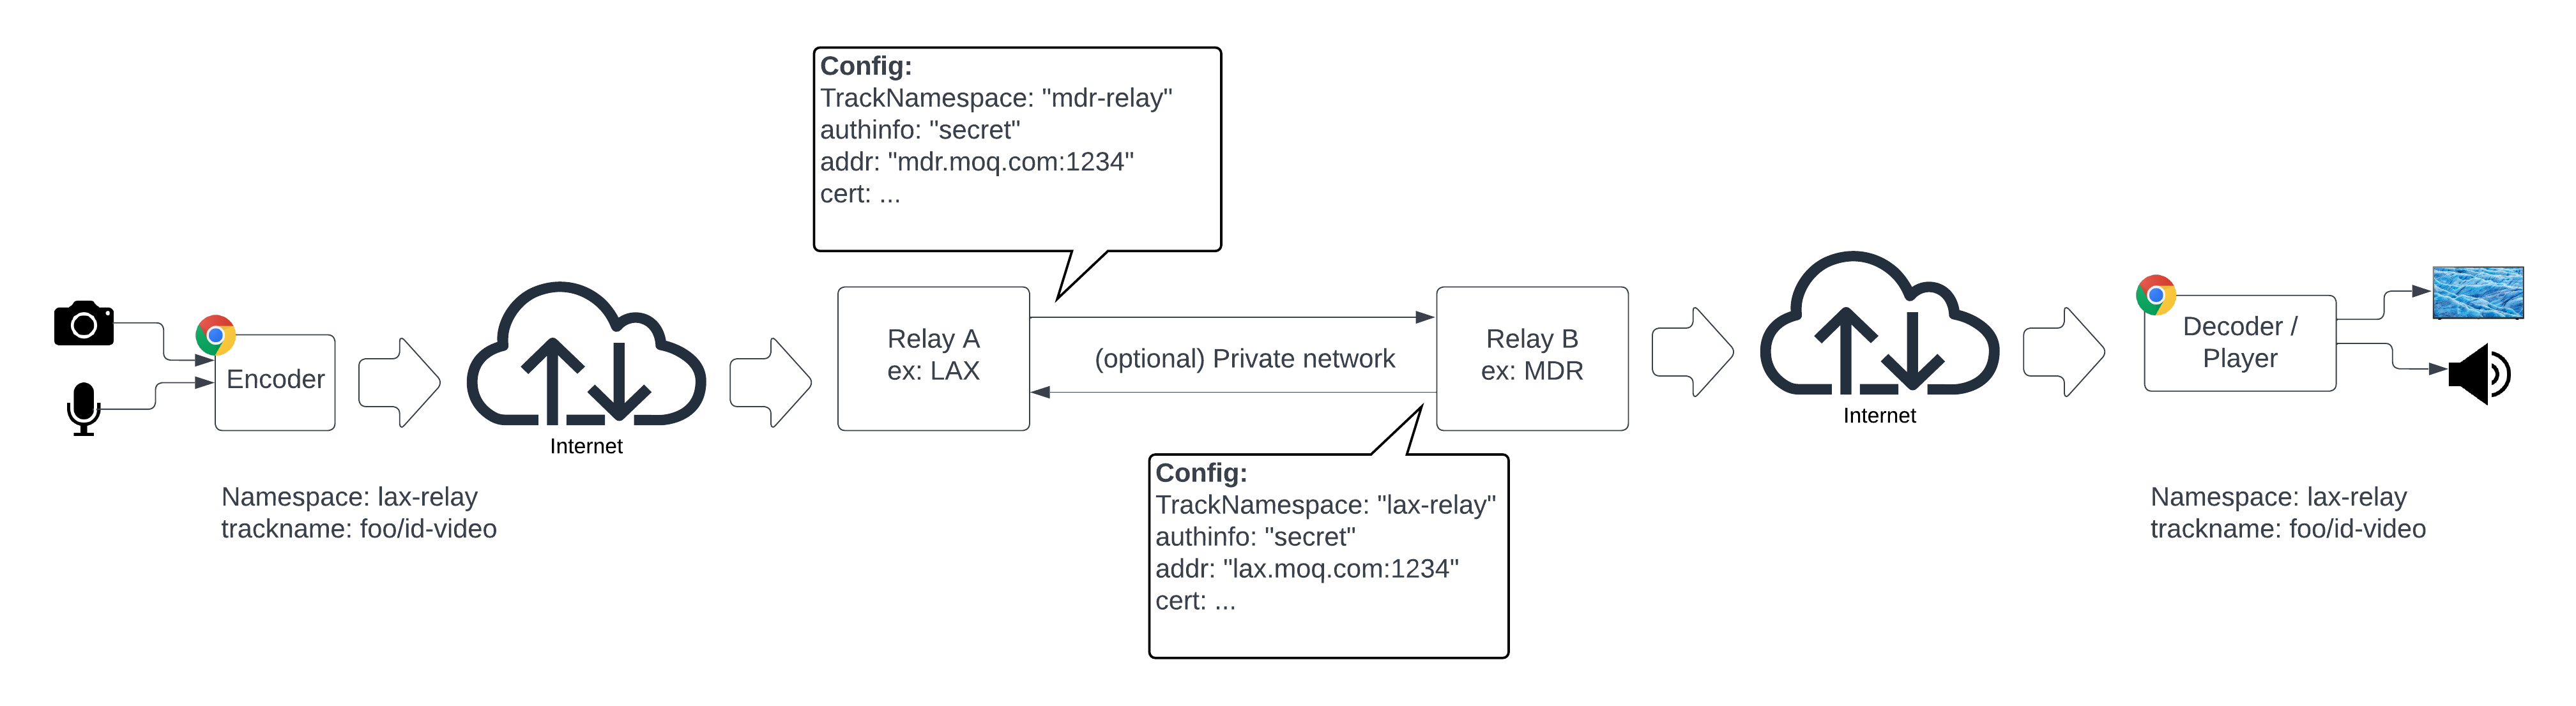 Config:
TrackNamespace: "mdr-relay"
authinfo: "secret"
addr: "mdr.moq.com:1234"
cert: ...
Encoder
Internet
Namespace: lax-relay
trackname: foo/id-video
Relay A
ex: LAX
(optional) Private network
Relay B
ex: MDR
Config:
TrackNamespace: "lax-relay"
authinfo: "secret"
addr: "lax.moq.com:1234"
cert: ...
Internet
Decoder /
Player
Namespace: lax-relay
trackname: foo/id-video